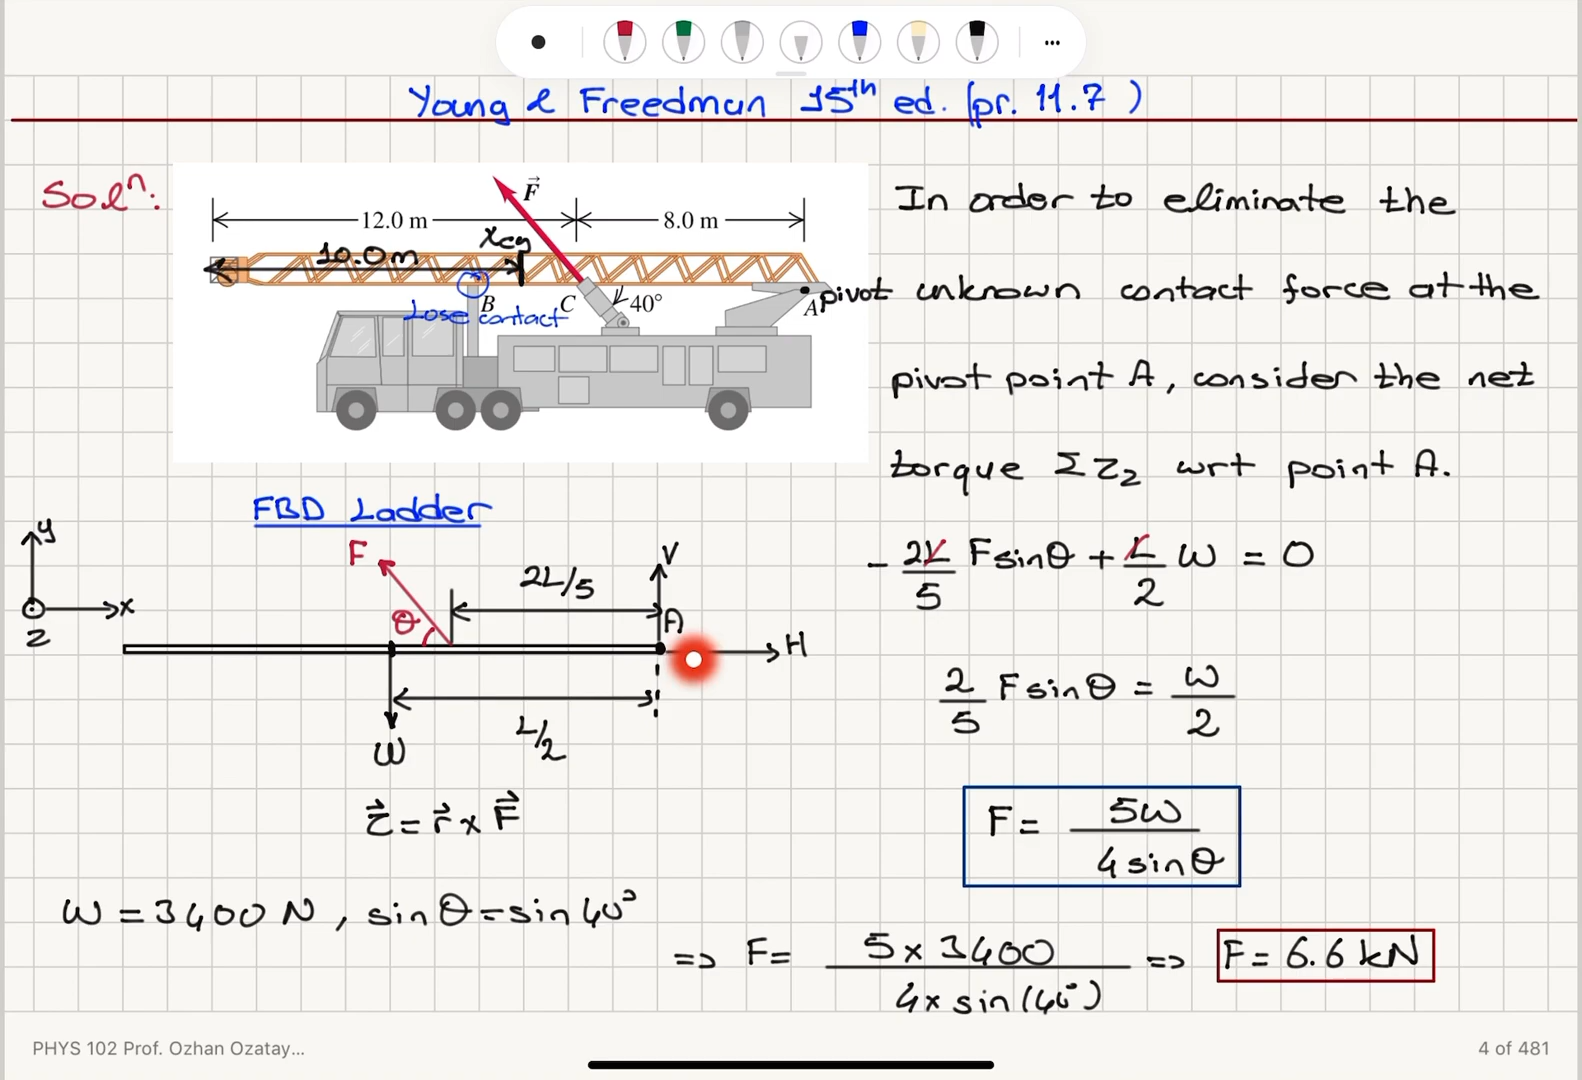 Young & Freedman 15th ed. (pr. 11.7 )
Soln:
F⃗
12.0 m
8.0 m
xcg
10.0m
B
C
40°
A
pivot
Lose contact
In order to eliminate the
unknown contact force at the
pivot point A, consider the net
torque Στz wrt point A.
FBD Ladder
y
x
z
F
θ
2L/5
V
A
H
L/2
W
τ⃗ = r⃗ x F⃗
- 2L/5 Fsinθ + L/2 W = 0
2/5 Fsinθ = W/2
F = 5W / 4 sinθ
W = 3400 N , sinθ = sin 40°
=> F = 5 x 3400 / 4 x sin(40°) => F = 6.6 kN
PHYS 102 Prof. Ozhan Ozatay...
4 of 481